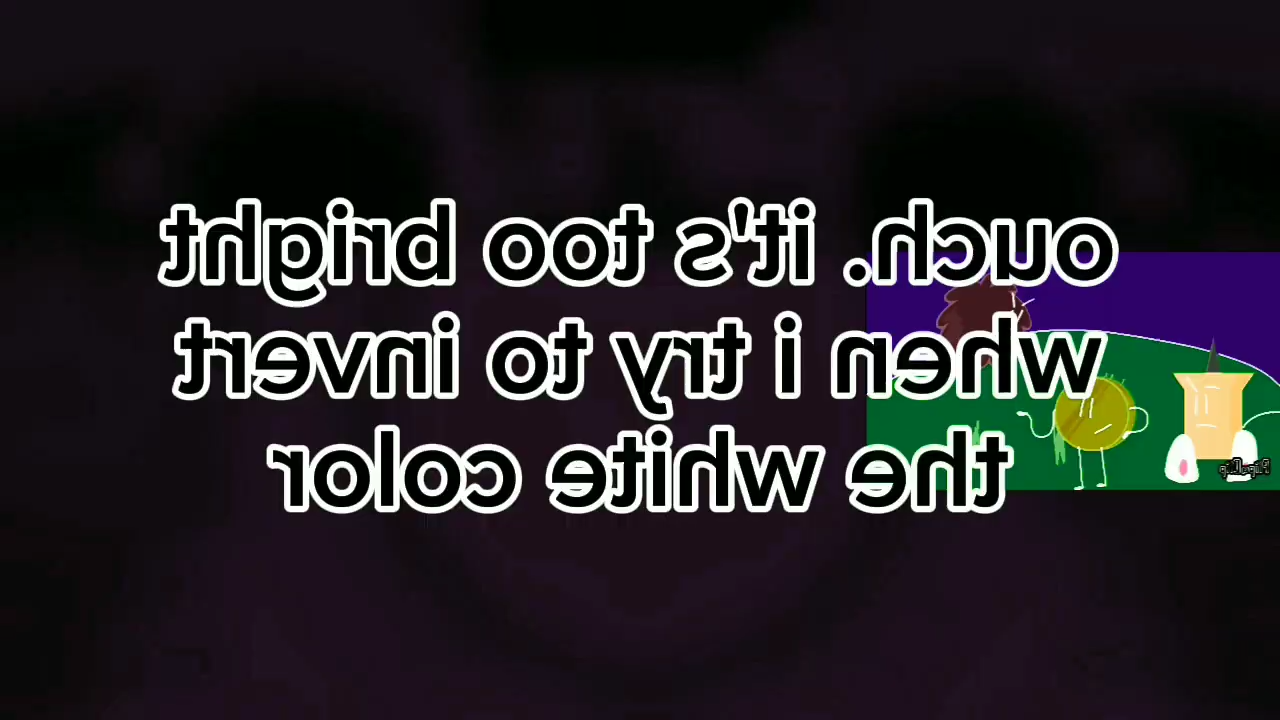 ouch. it's too bright
when i try to invert
the white color